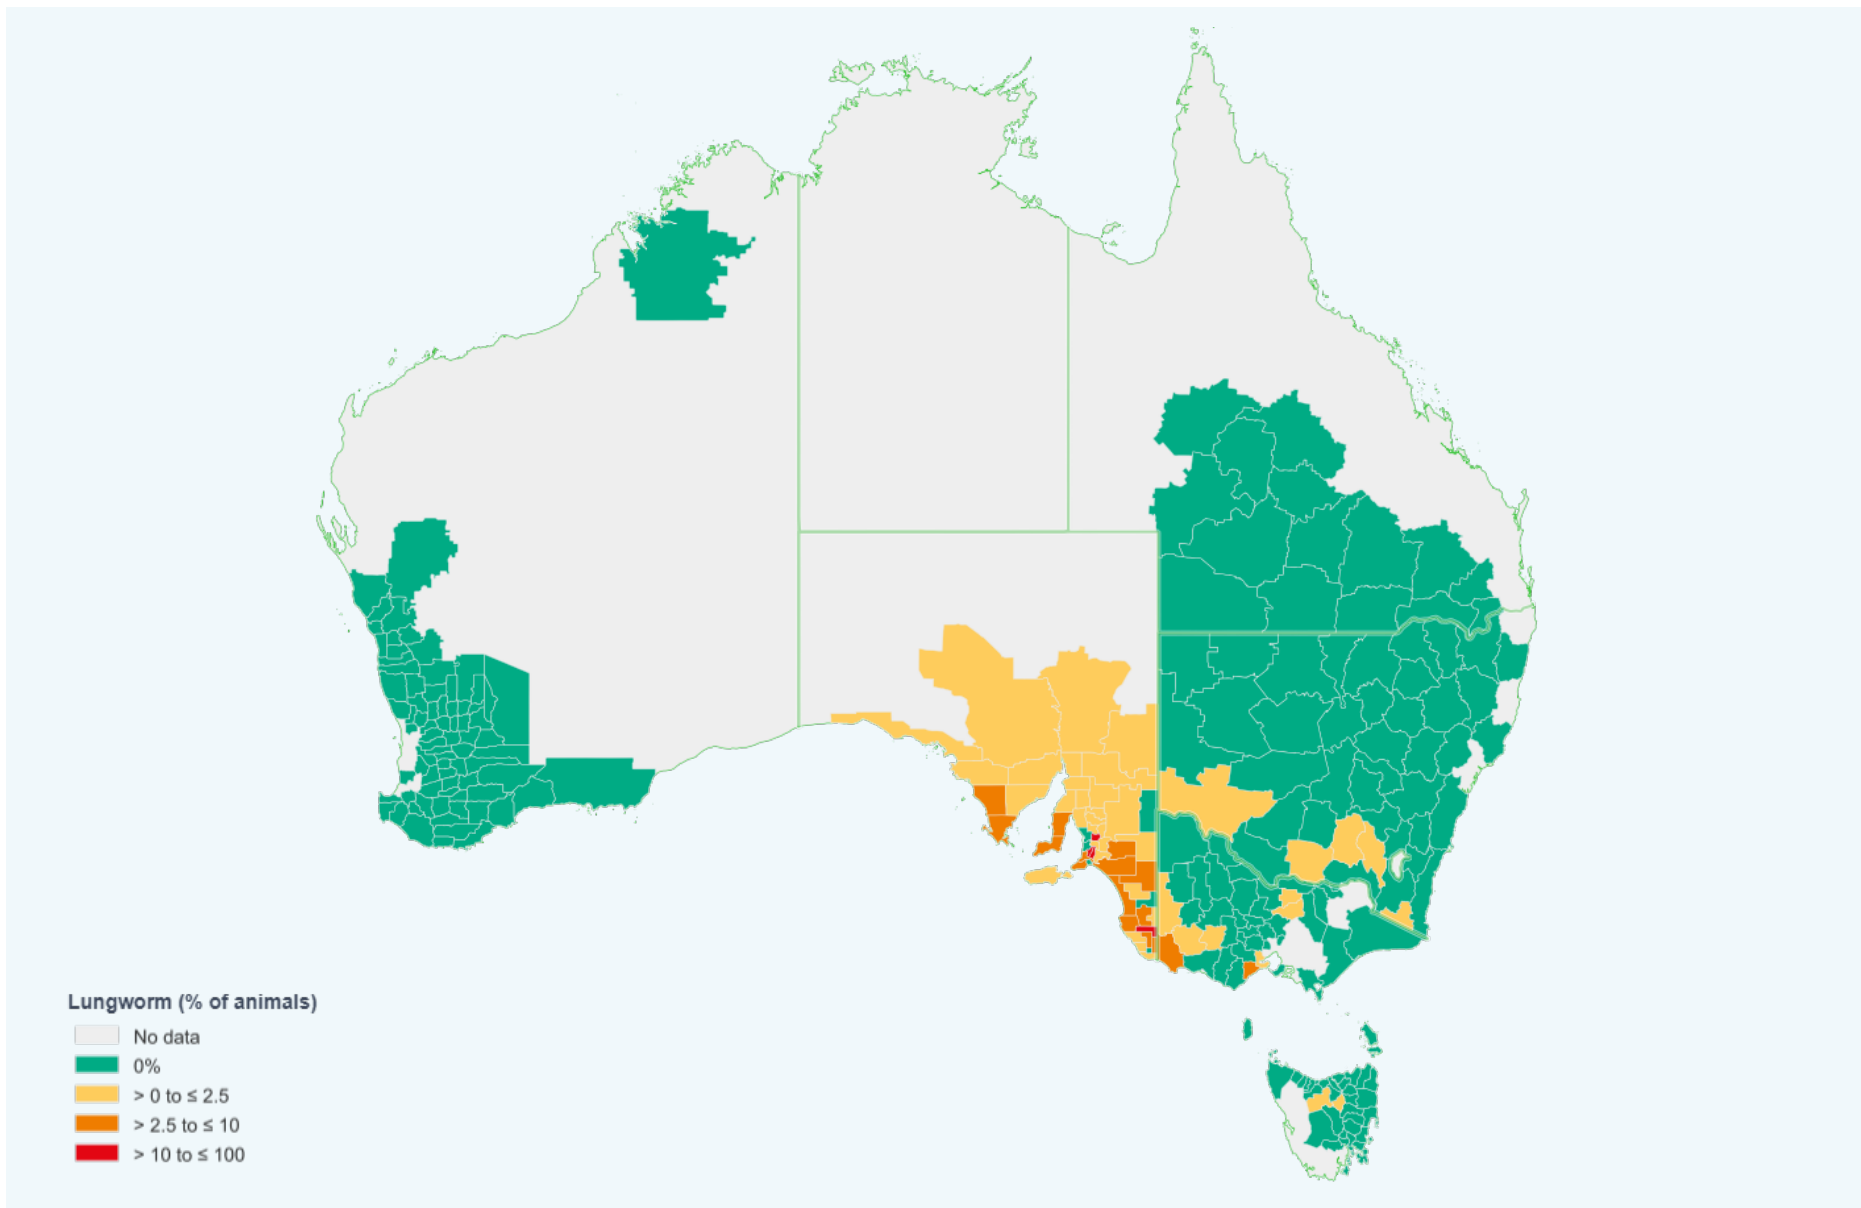 Lungworm (% of animals)
No data
0%
> 0 to ≤ 2.5
> 2.5 to ≤ 10
> 10 to ≤ 100